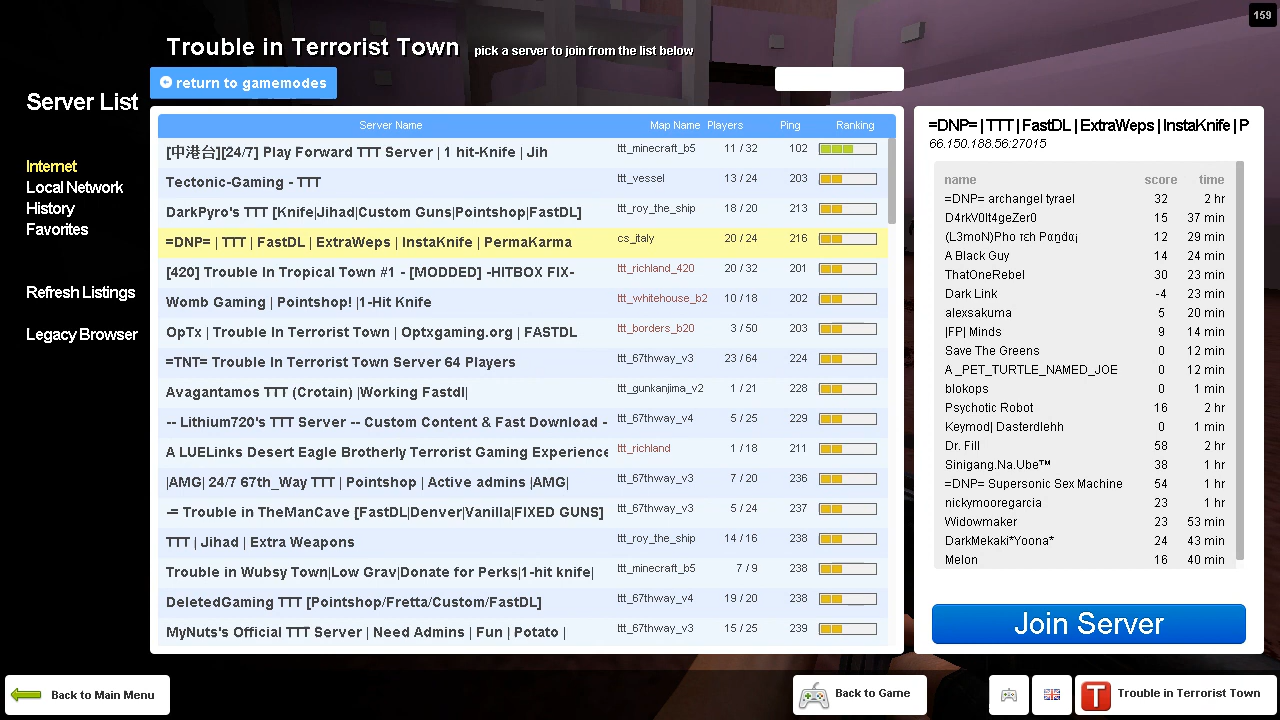 159
Trouble in Terrorist Town pick a server to join from the list below
return to gamemodes
Server List
Internet
Local Network
History
Favorites
Refresh Listings
Legacy Browser
Server Name Map Name Players Ping Ranking
[中港台][24/7] Play Forward TTT Server | 1 hit-Knife | Jih ttt_minecraft_b5 11 / 32 102
Tectonic-Gaming - TTT ttt_vessel 13 / 24 203
DarkPyro's TTT [Knife|Jihad|Custom Guns|Pointshop|FastDL] ttt_roy_the_ship 18 / 20 213
=DNP= | TTT | FastDL | ExtraWeps | InstaKnife | PermaKarma cs_italy 20 / 24 216
[420] Trouble In Tropical Town #1 - [MODDED] -HITBOX FIX- ttt_richland_420 20 / 32 201
Womb Gaming | Pointshop! |1-Hit Knife ttt_whitehouse_b2 10 / 18 202
OpTx | Trouble In Terrorist Town | Optxgaming.org | FASTDL ttt_borders_b20 3 / 50 203
=TNT= Trouble In Terrorist Town Server 64 Players ttt_67thway_v3 23 / 64 224
Avagantamos TTT (Crotain) |Working Fastdl| ttt_gunkanjima_v2 1 / 21 228
-- Lithium720's TTT Server -- Custom Content & Fast Download - ttt_67thway_v4 5 / 25 229
A LUELinks Desert Eagle Brotherly Terrorist Gaming Experience ttt_richland 1 / 18 211
|AMG| 24/7 67th_Way TTT | Pointshop | Active admins |AMG| ttt_67thway_v3 7 / 20 236
-= Trouble in TheManCave [FastDL|Denver|Vanilla|FIXED GUNS] ttt_67thway_v3 5 / 24 237
TTT | Jihad | Extra Weapons ttt_roy_the_ship 14 / 16 238
Trouble in Wubsy Town|Low Grav|Donate for Perks|1-hit knife| ttt_minecraft_b5 7 / 9 238
DeletedGaming TTT [Pointshop/Fretta/Custom/FastDL] ttt_67thway_v4 19 / 20 238
MyNuts's Official TTT Server | Need Admins | Fun | Potato | ttt_67thway_v3 15 / 25 239
=DNP= | TTT | FastDL | ExtraWeps | InstaKnife | P
66.150.188.56:27015
name score time
=DNP= archangel tyrael 32 2 hr
D4rkV0lt4geZer0 15 37 min
(L3moN)Pho 29 min 12
A Black Guy 14 24 min
ThatOneRebel 30 23 min
Dark Link -4 23 min
alexsakuma 5 20 min
|FP| Minds 9 14 min
Save The Greens 0 12 min
A _PET_TURTLE_NAMED_JOE 0 12 min
blokops 0 1 min
Psychotic Robot 16 2 hr
Keymod| Dasterdlehh 0 1 min
Dr. Fill 58 2 hr
Sinigang.Na.Ube™ 38 1 hr
=DNP= Supersonic Sex Machine 54 1 hr
nickymooregarcia 23 1 hr
Widowmaker 23 53 min
DarkMekaki*Yoona* 24 43 min
Melon 16 40 min
Join Server
Back to Main Menu
Back to Game
T Trouble in Terrorist Town